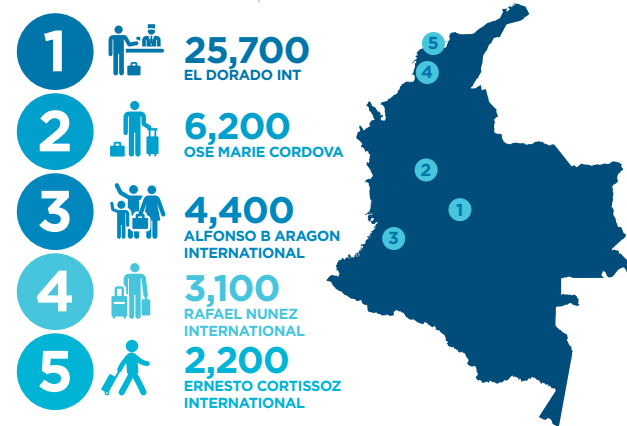 1
25,700
EL DORADO INT
2
6,200
OSE MARIE CORDOVA
3
4,400
ALFONSO B ARAGON
INTERNATIONAL
4
3,100
RAFAEL NUNEZ
INTERNATIONAL
5
2,200
ERNESTO CORTISSOZ
INTERNATIONAL
5
4
2
1
3